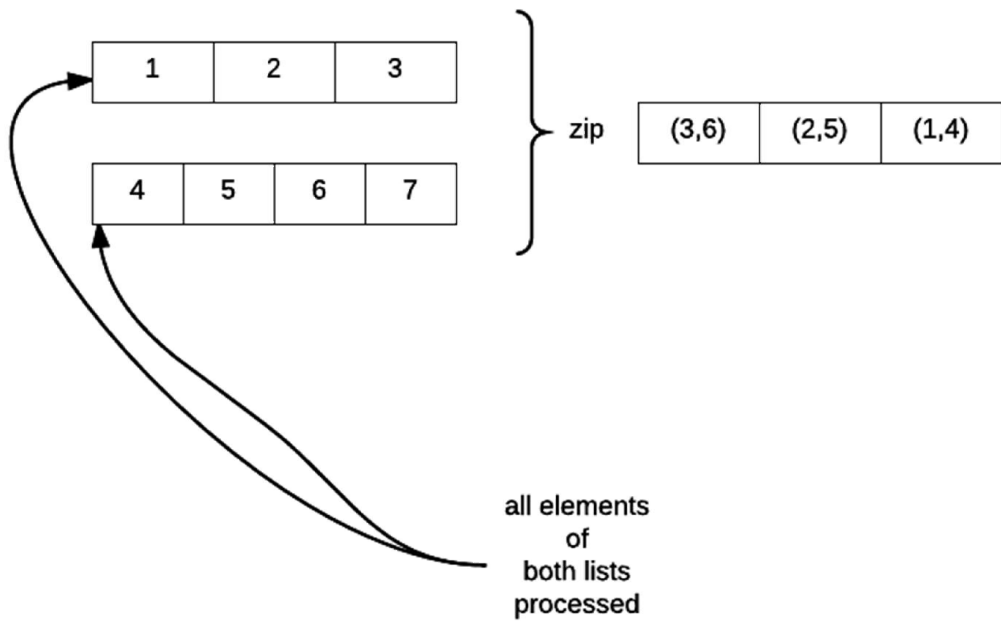 1 2 3
zip (3,6) (2,5) (1,4)
4 5 6 7
all elements
of
both lists
processed